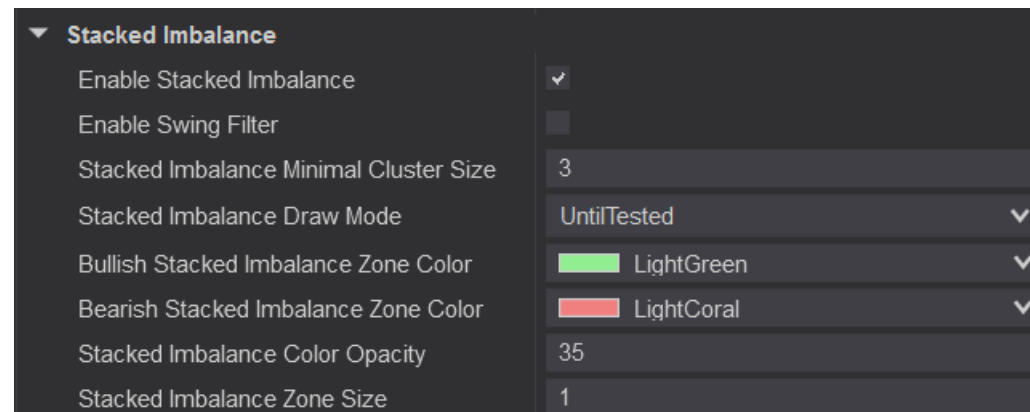 Stacked Imbalance
Enable Stacked Imbalance
Enable Swing Filter
Stacked Imbalance Minimal Cluster Size 3
Stacked Imbalance Draw Mode UntilTested
Bullish Stacked Imbalance Zone Color LightGreen
Bearish Stacked Imbalance Zone Color LightCoral
Stacked Imbalance Color Opacity 35
Stacked Imbalance Zone Size 1